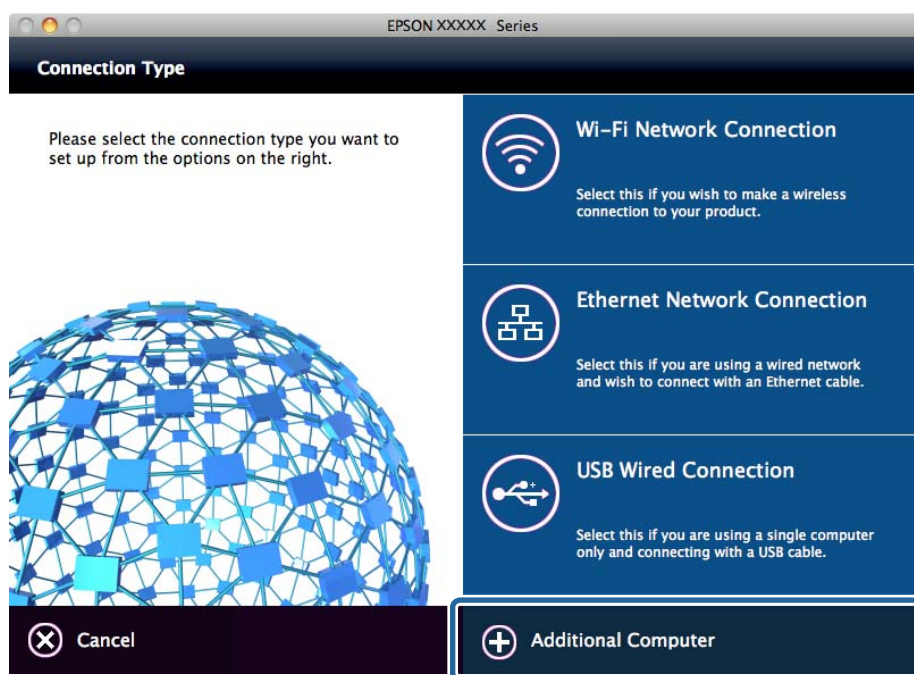 EPSON XXXXX Series
Connection Type
Please select the connection type you want to
set up from the options on the right.
Wi-Fi Network Connection
Select this if you wish to make a wireless
connection to your product.
Ethernet Network Connection
Select this if you are using a wired network
and wish to connect with an Ethernet cable.
USB Wired Connection
Select this if you are using a single computer
only and connecting with a USB cable.
Cancel
Additional Computer